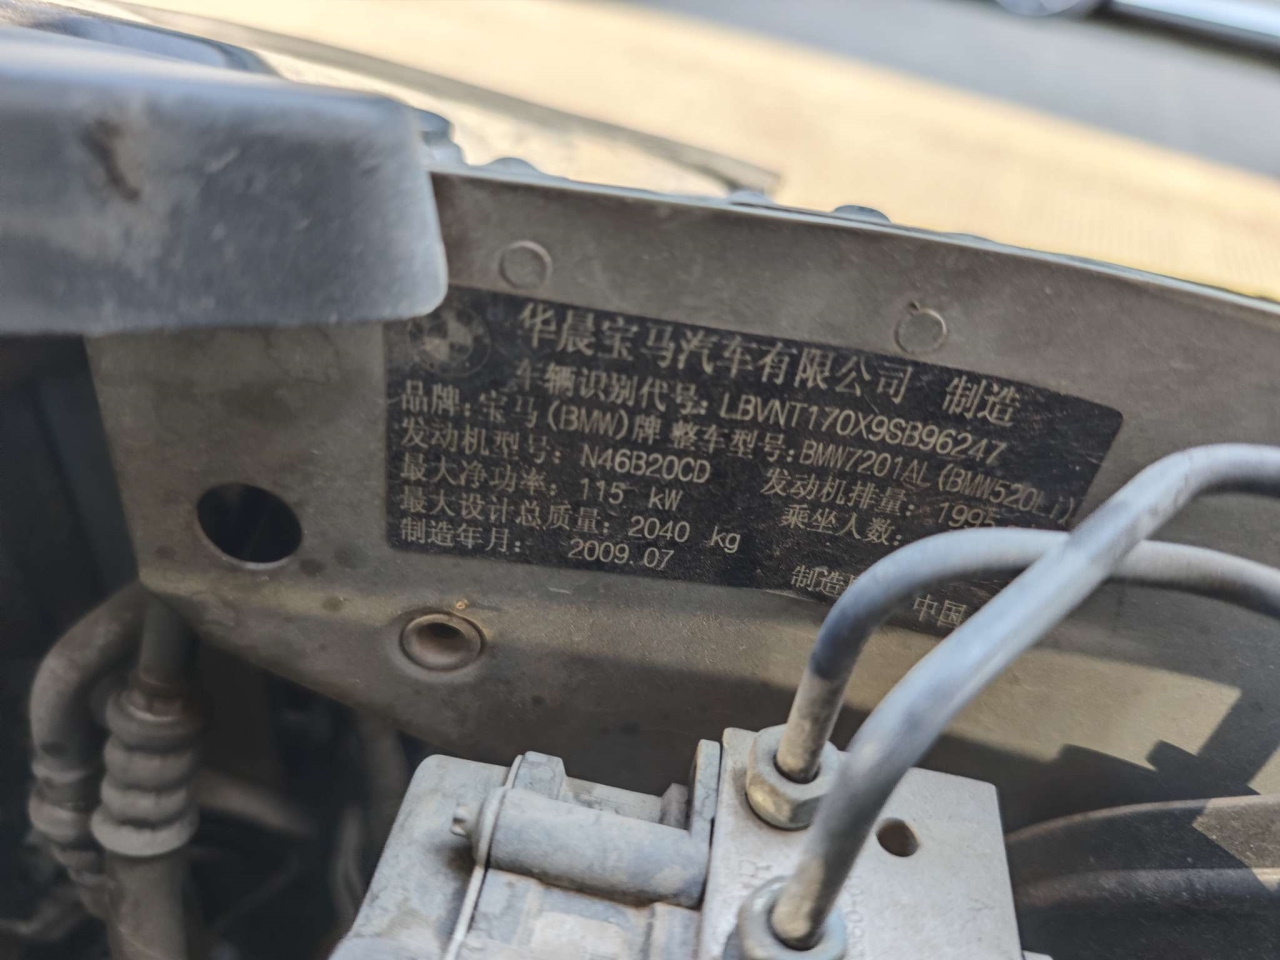 华晨宝马汽车有限公司 制造
车辆识别代号: LBVNT170X9SB96247
品牌: 宝马(BMW)牌 整车型号: BMW7201AL(BMW520Li)
发动机型号: N46B20CD 发动机排量: 1995
最大净功率: 115 kW 乘坐人数:
最大设计总质量: 2040 kg
制造年月: 2009.07 制造 中国